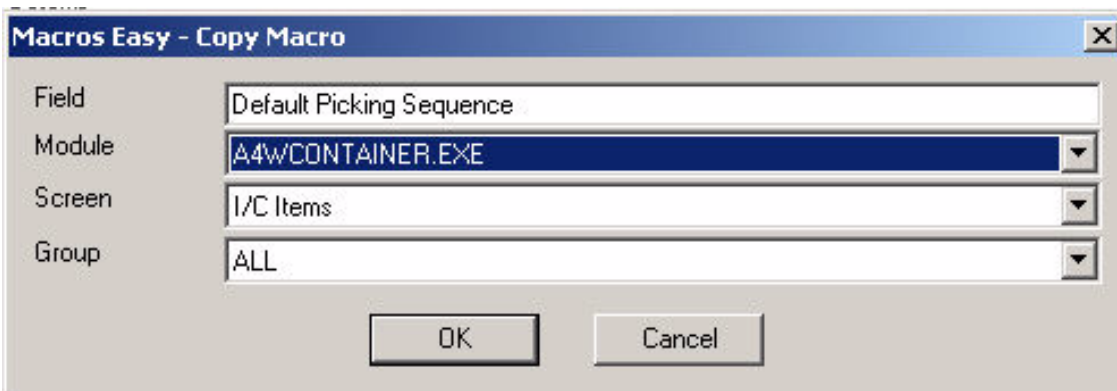 Macros Easy - Copy Macro
Field Default Picking Sequence
Module A4WCONTAINER.EXE
Screen I/C Items
Group ALL
OK Cancel